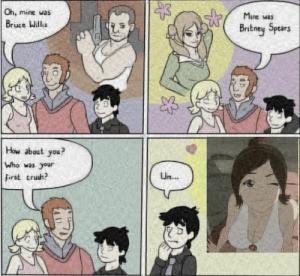 Oh, mine was
Bruce Willis
Mine was
Britney Spears
How about you?
Who was your
first crush?
Um...